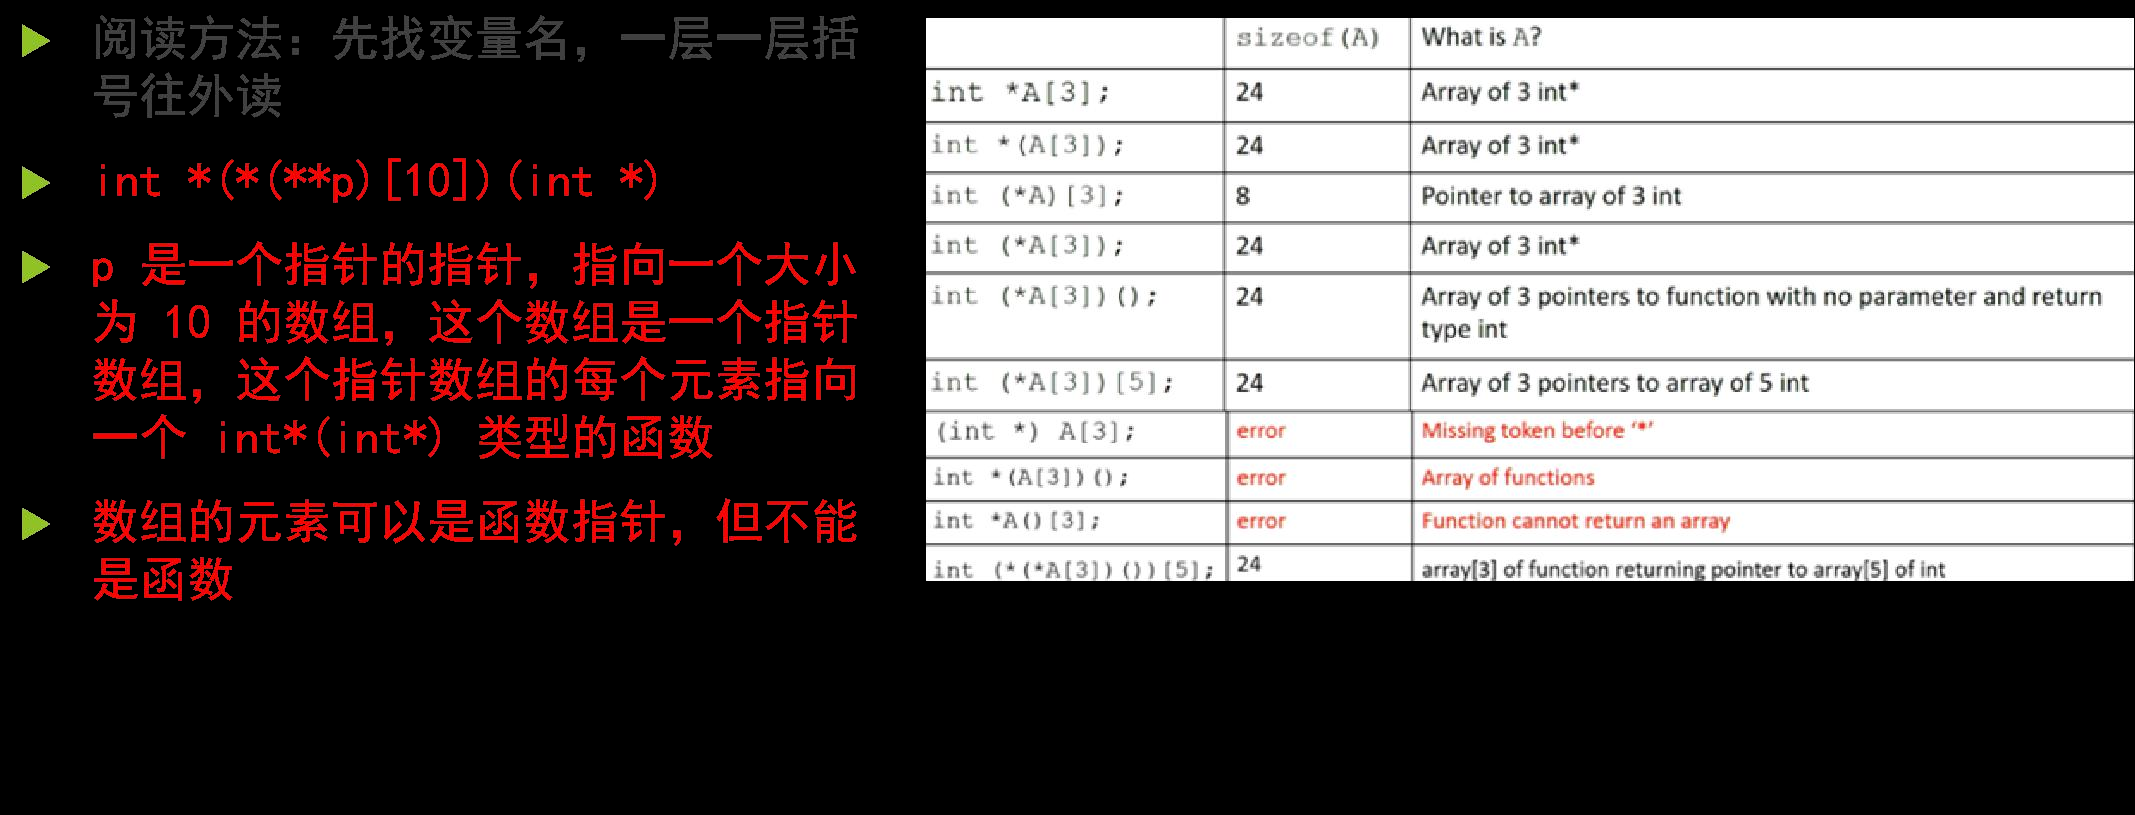 阅读方法：先找变量名，一层一层括
号往外读
int *(*(**p)[10])(int *)
p 是一个指针的指针，指向一个大小
为 10 的数组，这个数组是一个指针
数组，这个指针数组的每个元素指向
一个 int*(int*) 类型的函数
数组的元素可以是函数指针，但不能
是函数
sizeof(A) What is A?
int *A[3]; 24 Array of 3 int*
int *(A[3]); 24 Array of 3 int*
int (*A)[3]; 8 Pointer to array of 3 int
int (*A[3]); 24 Array of 3 int*
int (*A[3])(); 24 Array of 3 pointers to function with no parameter and return
type int
int (*A[3])[5]; 24 Array of 3 pointers to array of 5 int
(int *) A[3]; error Missing token before ‘*’
int *(A[3])(); error Array of functions
int *A()[3]; error Function cannot return an array
int (*(*A[3])())[5]; 24 array[3] of function returning pointer to array[5] of int